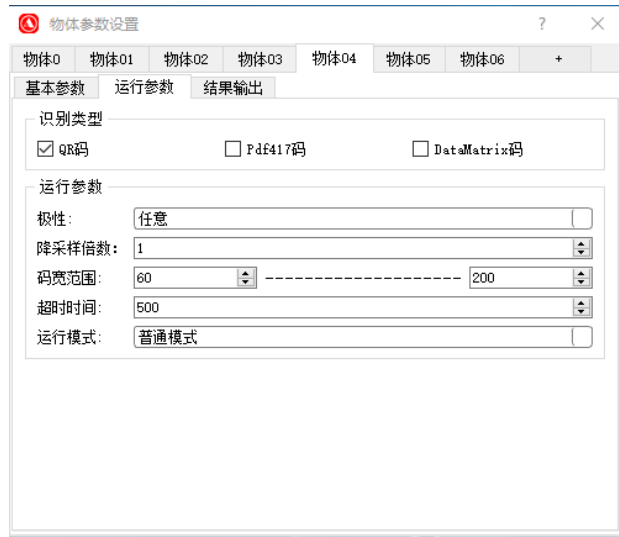 物体参数设置 ? ×
物体0 物体01 物体02 物体03 物体04 物体05 物体06 +
基本参数 运行参数 结果输出
识别类型
QR码 Pdf417码 DataMatrix码
运行参数
极性: 任意
降采样倍数: 1
码宽范围: 60 --------------------- 200
超时时间: 500
运行模式: 普通模式